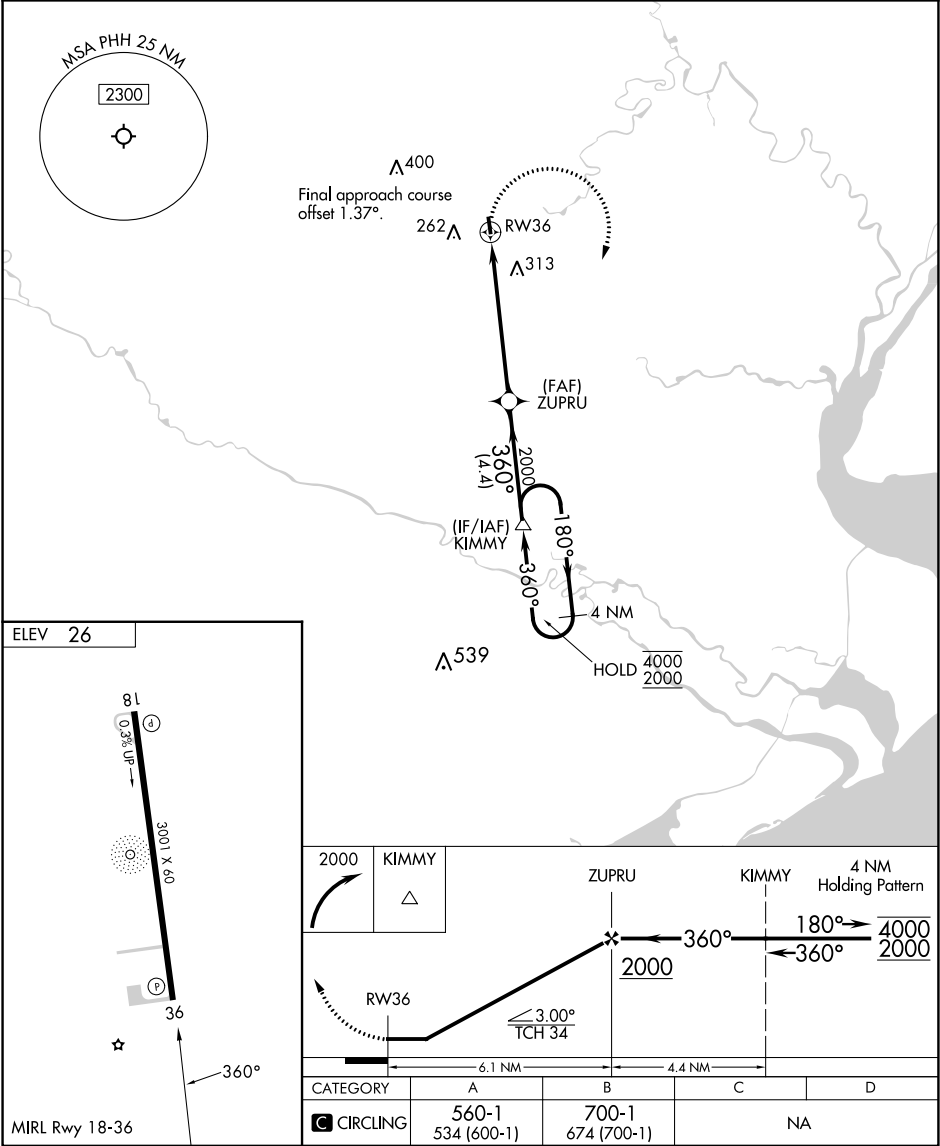 MSA PHH 25 NM
2300
400
Final approach course
offset 1.37°.
262
RW36
313
(FAF)
ZUPRU
2000
360°
(4.4)
(IF/IAF)
KIMMY
180°
360°
4 NM
HOLD
4000
2000
539
ELEV 26
18
P
0.3% UP
3001 X 60
P
36
360°
MIRL Rwy 18-36
2000
KIMMY
ZUPRU
KIMMY
4 NM
Holding Pattern
180°
4000
360°
360°
2000
2000
RW36
3.00°
TCH 34
6.1 NM
4.4 NM
CATEGORY A B C D
C CIRCLING
560-1
534 (600-1)
700-1
674 (700-1)
NA